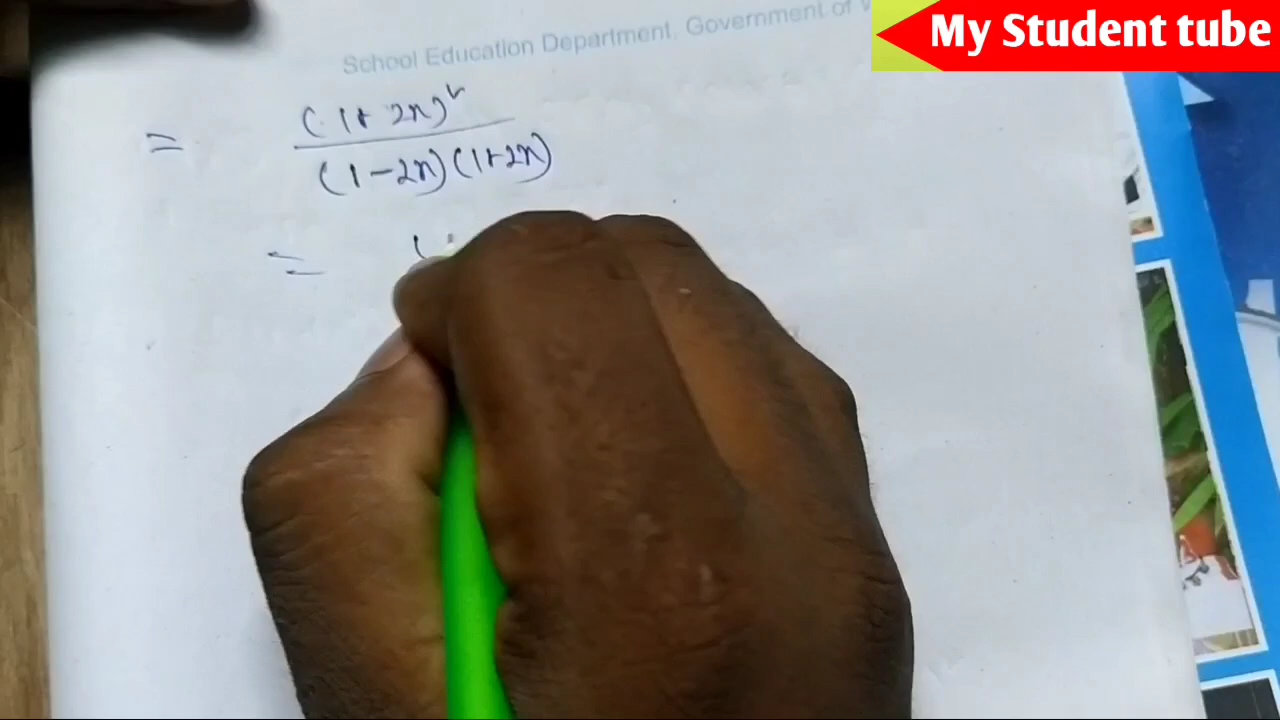 My Student tube
School Education Department, Government of
= (1+2x)²
(1-2x)(1+2x)
=